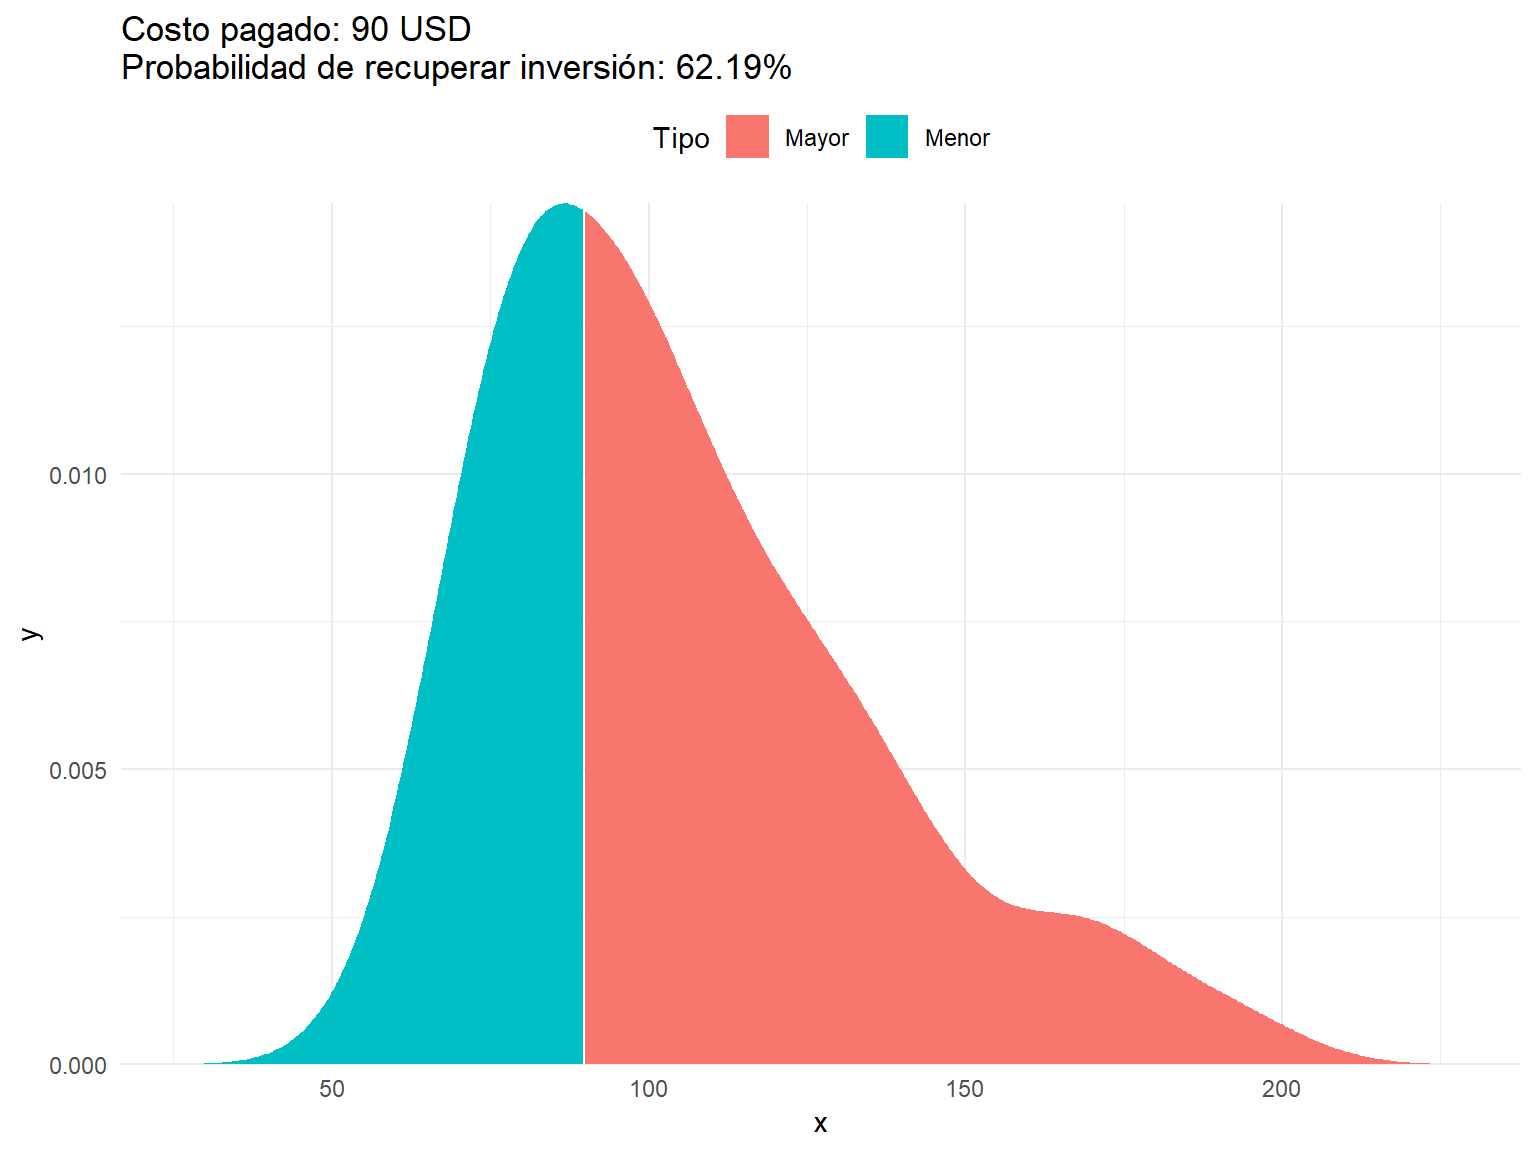 Costo pagado: 90 USD
Probabilidad de recuperar inversión: 62.19%
Tipo Mayor Menor
0.010
0.005
0.000
y
50 100 150 200
x